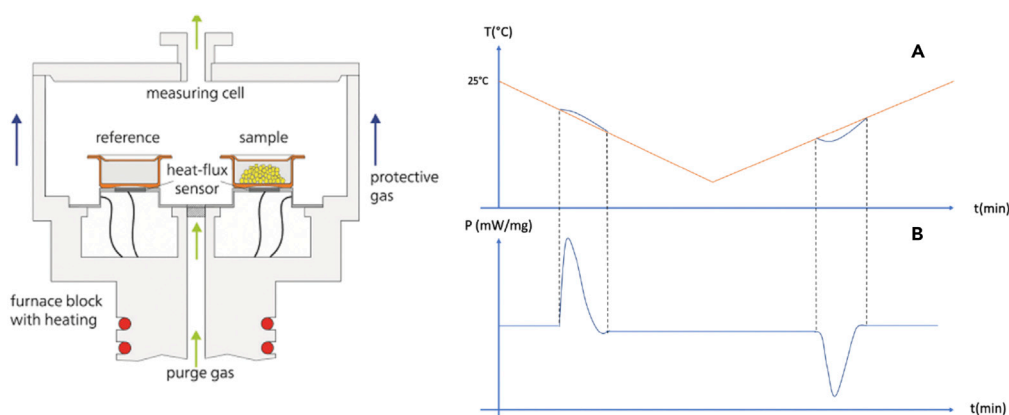 measuring cell
reference
sample
heat-flux
sensor
protective
gas
furnace block
with heating
purge gas
T(°C)
A
25°C
t(min)
P (mW/mg)
B
t(min)